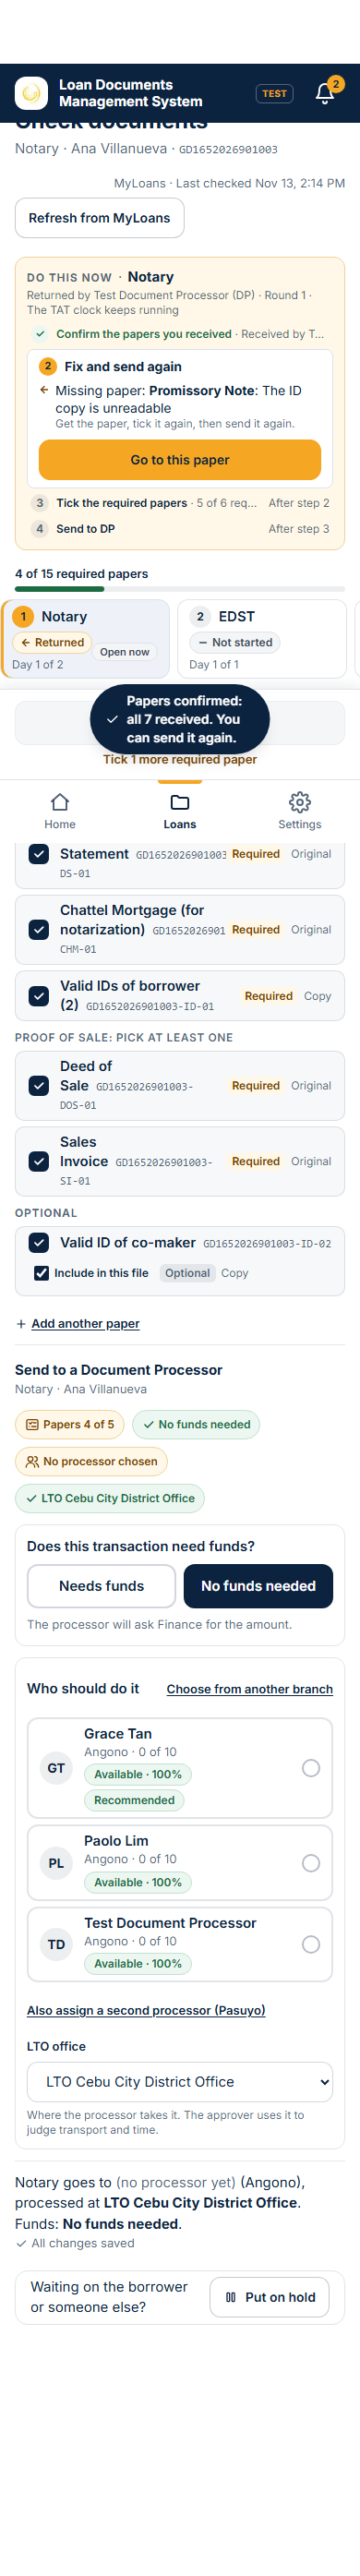 Loan Documents
Management System
TEST
2
Check documents
Notary · Ana Villanueva · GD1652026901003
MyLoans · Last checked Nov 13, 2:14 PM
Refresh from MyLoans
DO THIS NOW · Notary
Returned by Test Document Processor (DP) · Round 1 ·
The TAT clock keeps running
Confirm the papers you received · Received by T...
2 Fix and send again
Missing paper: Promissory Note: The ID
copy is unreadable
Get the paper, tick it again, then send it again.
Go to this paper
3 Tick the required papers · 5 of 6 req... After step 2
4 Send to DP After step 3
4 of 15 required papers
1 Notary
← Returned
Open now
Day 1 of 2
2 EDST
– Not started
Day 1 of 1
Papers confirmed:
all 7 received. You
can send it again.
Tick 1 more required paper
Home
Loans
Settings
Statement GD1652026901003 Required Original
DS-01
Chattel Mortgage (for
notarization) GD1652026901 Required Original
CHM-01
Valid IDs of borrower
(2) GD1652026901003-ID-01 Required Copy
PROOF OF SALE: PICK AT LEAST ONE
Deed of
Sale GD1652026901003- Required Original
DOS-01
Sales
Invoice GD1652026901003- Required Original
SI-01
OPTIONAL
Valid ID of co-maker GD1652026901003-ID-02
Include in this file Optional Copy
+ Add another paper
Send to a Document Processor
Notary · Ana Villanueva
Papers 4 of 5
No funds needed
No processor chosen
LTO Cebu City District Office
Does this transaction need funds?
Needs funds
No funds needed
The processor will ask Finance for the amount.
Who should do it
Choose from another branch
GT
Grace Tan
Angono · 0 of 10
Available · 100%
Recommended
PL
Paolo Lim
Angono · 0 of 10
Available · 100%
TD
Test Document Processor
Angono · 0 of 10
Available · 100%
Also assign a second processor (Pasuyo)
LTO office
LTO Cebu City District Office
Where the processor takes it. The approver uses it to
judge transport and time.
Notary goes to (no processor yet) (Angono),
processed at LTO Cebu City District Office.
Funds: No funds needed.
All changes saved
Waiting on the borrower
or someone else?
Put on hold